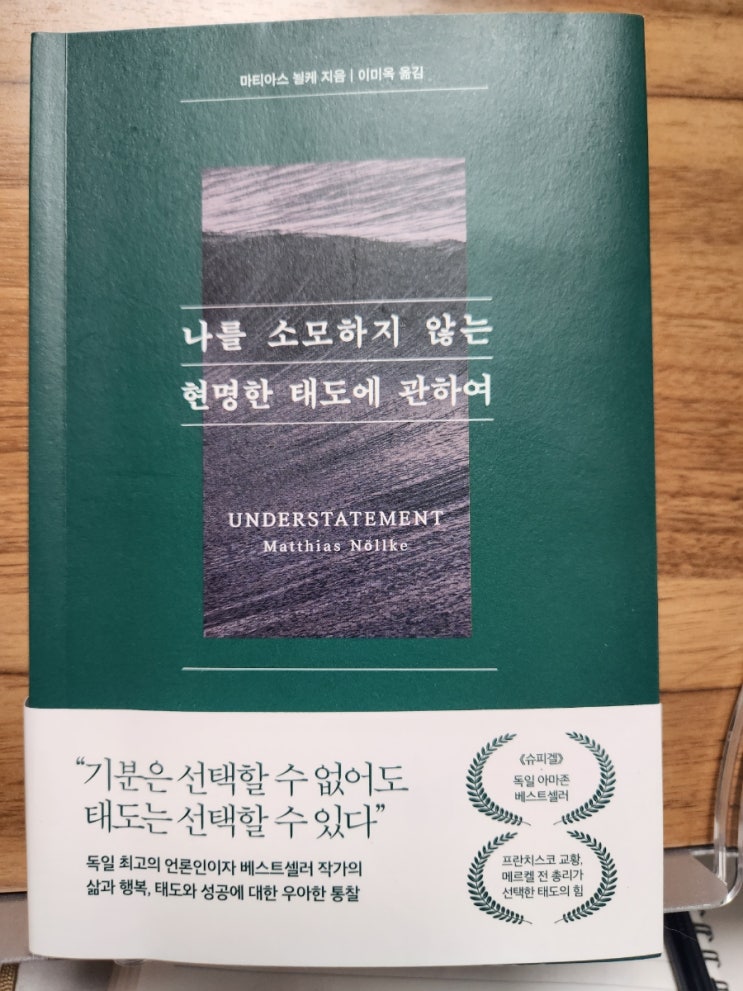 마티아스 뇔케 지음 | 이미옥 옮김
나를 소모하지 않는
현명한 태도에 관하여
UNDERSTATEMENT
Matthias Nöllke
“기분은 선택할 수 없어도
태도는 선택할 수 있다”
독일 최고의 언론인이자 베스트셀러 작가의
삶과 행복, 태도와 성공에 대한 우아한 통찰
《슈피겔》
독일 아마존
베스트셀러
프란치스코 교황,
메르켈 전 총리가
선택한 태도의 힘